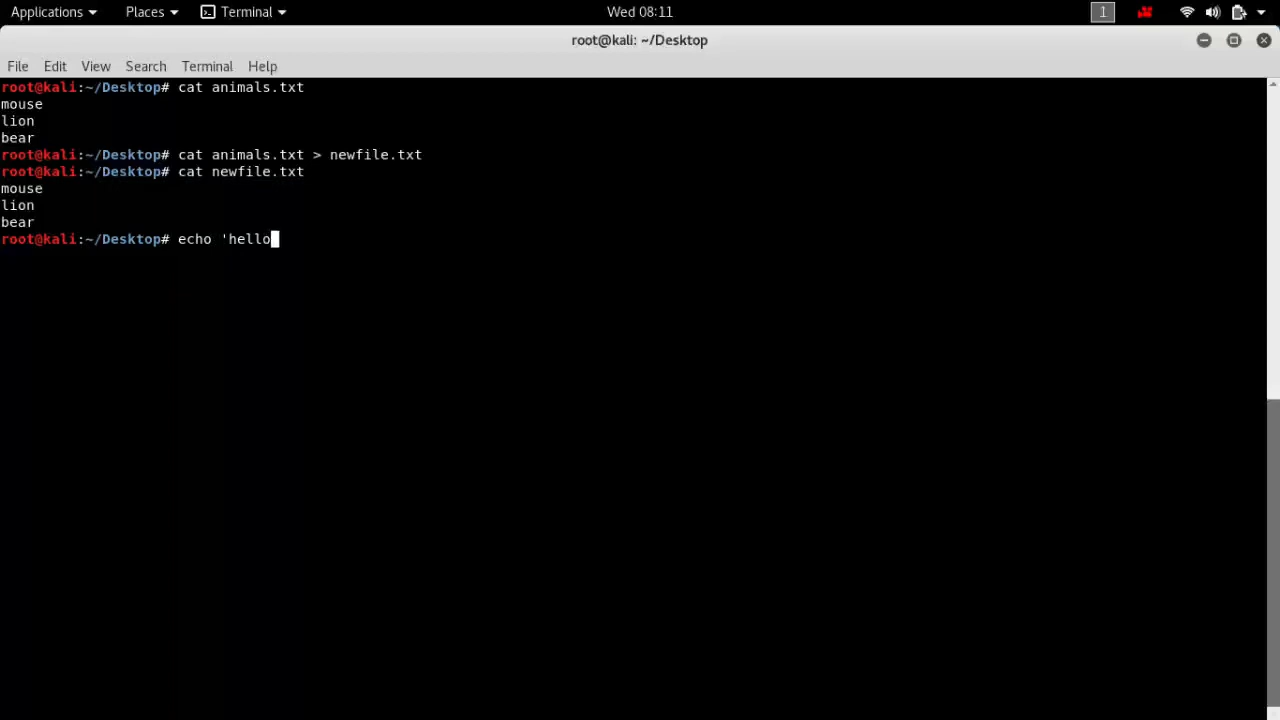 Applications Places Terminal Wed 08:11 1
root@kali: ~/Desktop
File Edit View Search Terminal Help
root@kali:~/Desktop# cat animals.txt
mouse
lion
bear
root@kali:~/Desktop# cat animals.txt > newfile.txt
root@kali:~/Desktop# cat newfile.txt
mouse
lion
bear
root@kali:~/Desktop# echo 'hello